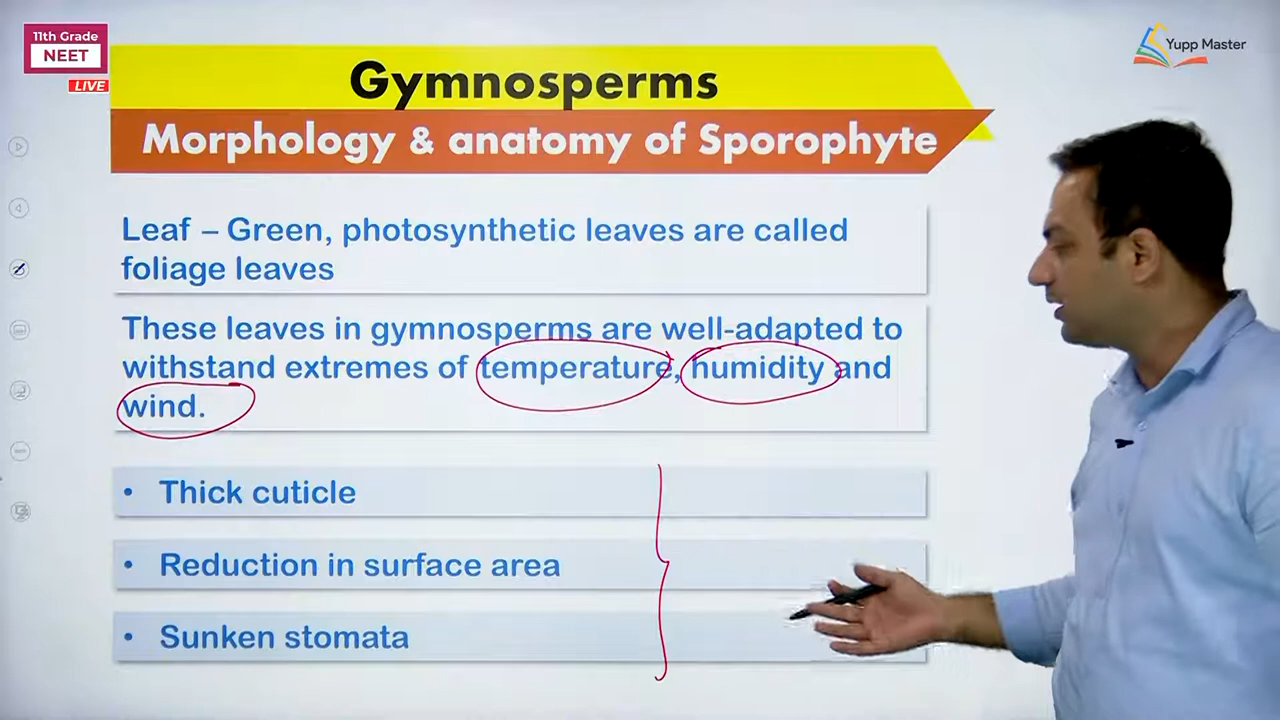 11th Grade
NEET
LIVE
Yupp Master
Gymnosperms
Morphology & anatomy of Sporophyte
Leaf – Green, photosynthetic leaves are called
foliage leaves
These leaves in gymnosperms are well-adapted to
withstand extremes of temperature, humidity and
wind.
• Thick cuticle
• Reduction in surface area
• Sunken stomata